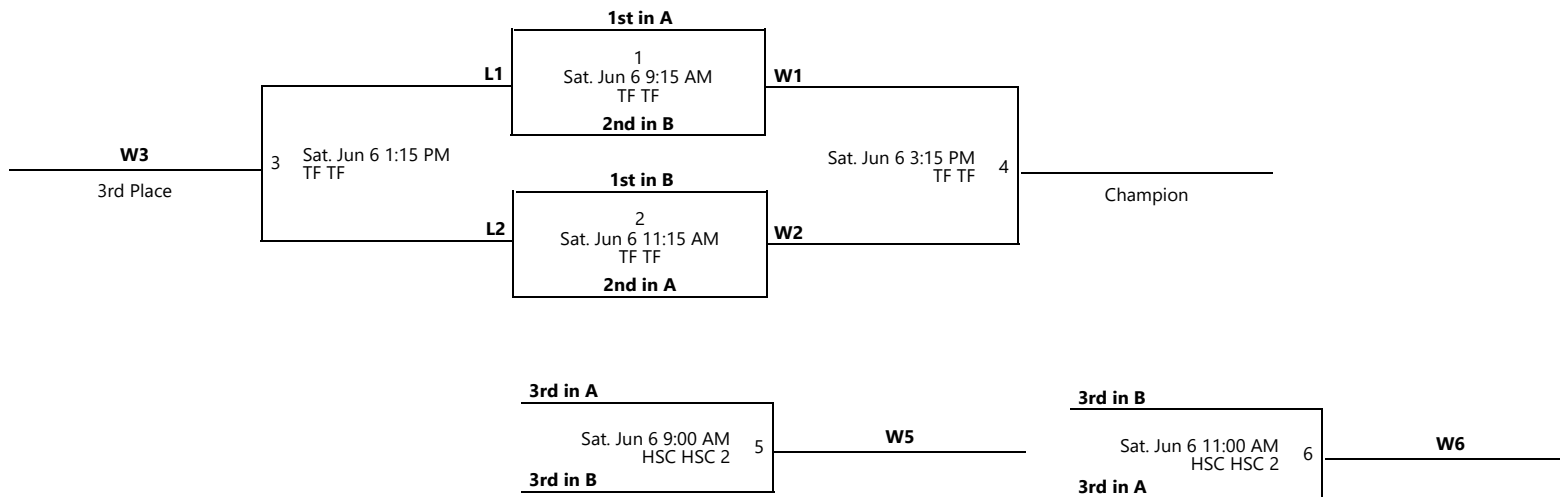 1st in A
1
Sat. Jun 6 9:15 AM
TF TF
2nd in B
L1
W1
W3
3rd Place
3
Sat. Jun 6 1:15 PM
TF TF
Sat. Jun 6 3:15 PM
TF TF
4
Champion
1st in B
2
Sat. Jun 6 11:15 AM
TF TF
2nd in A
L2
W2
3rd in A
Sat. Jun 6 9:00 AM
HSC HSC 2
5
3rd in B
W5
3rd in B
Sat. Jun 6 11:00 AM
HSC HSC 2
6
3rd in A
W6